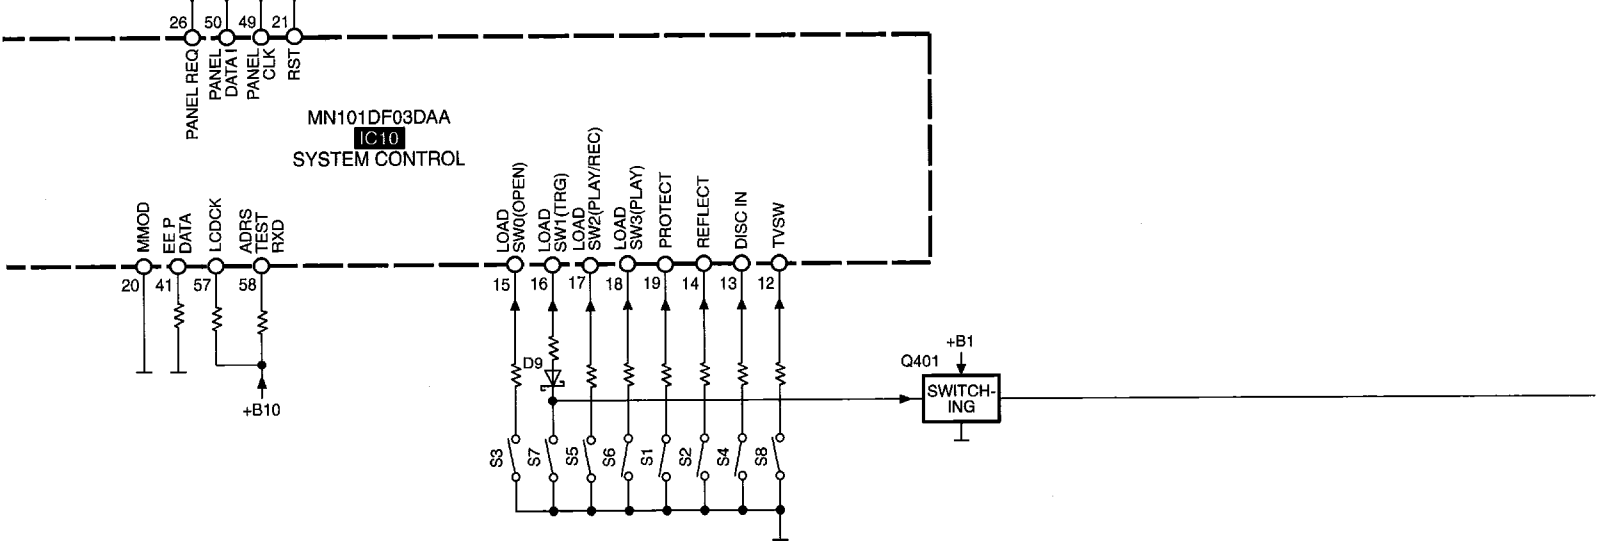 26 50 49 21
PANEL REQ
PANEL
DATA I
PANEL
CLK
RST
MN101DF03DAA
IC10
SYSTEM CONTROL
MMOD
EE P
DATA
LCDCK
ADRS
TEST
RXD
LOAD
SW0(OPEN)
LOAD
SW1(TRG)
LOAD
SW2(PLAY/REC)
LOAD
SW3(PLAY)
PROTECT
REFLECT
DISC IN
TVSW
20 41 57 58
15 16 17 18 19 14 13 12
+B10
D9
+B1
Q401
SWITCH-
ING
S3 S7 S5 S6 S1 S2 S4 S8